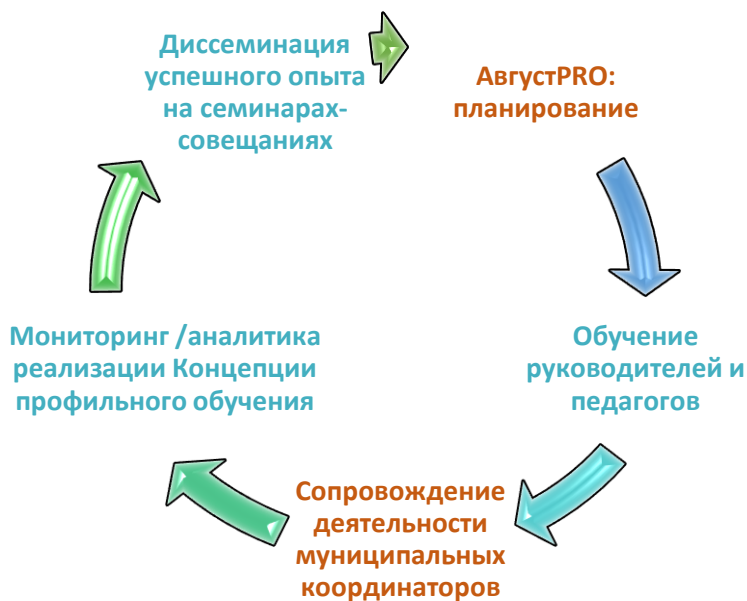 Диссеминация
успешного опыта
на семинарах-
совещаниях
АвгустPRO:
планирование
Обучение
руководителей и
педагогов
Сопровождение
деятельности
муниципальных
координаторов
Мониторинг /аналитика
реализации Концепции
профильного обучения